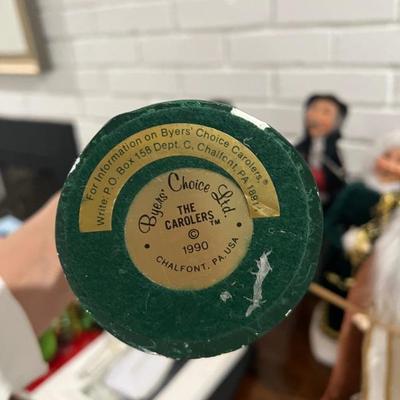 For Information on Byers' Choice Carolers,®
Write: P.O. Box 158 Dept. C, Chalfont, PA 18914
Byers' Choice Ltd.
THE
CAROLERS™
©
1990
CHALFONT, PA. USA